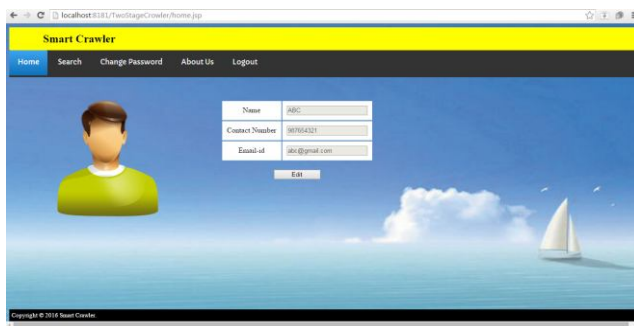 localhost:8181/TwoStageCrowler/home.jsp
Smart Crawler
Home Search Change Password About Us Logout
Name ABC
Contact Number 987654321
Email-id abc@gmail.com
Edit
Copyright © 2016 Smart Crawler.